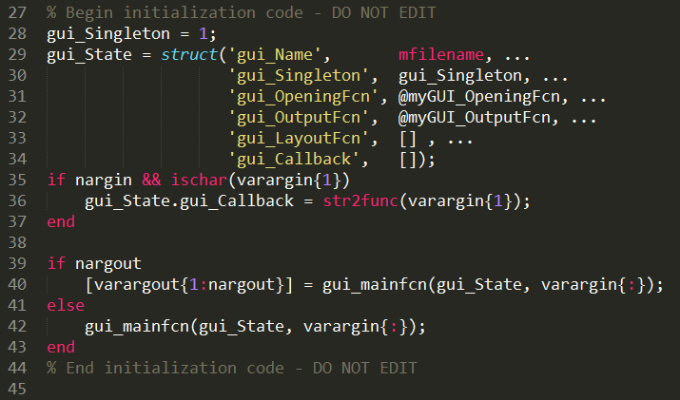 27 % Begin initialization code - DO NOT EDIT
28 gui_Singleton = 1;
29 gui_State = struct('gui_Name',       mfilename, ...
30                    'gui_Singleton',  gui_Singleton, ...
31                    'gui_OpeningFcn', @myGUI_OpeningFcn, ...
32                    'gui_OutputFcn',  @myGUI_OutputFcn, ...
33                    'gui_LayoutFcn',  [] , ...
34                    'gui_Callback',   []);
35 if nargin && ischar(varargin{1})
36     gui_State.gui_Callback = str2func(varargin{1});
37 end
38
39 if nargout
40     [varargout{1:nargout}] = gui_mainfcn(gui_State, varargin{:});
41 else
42     gui_mainfcn(gui_State, varargin{:});
43 end
44 % End initialization code - DO NOT EDIT
45